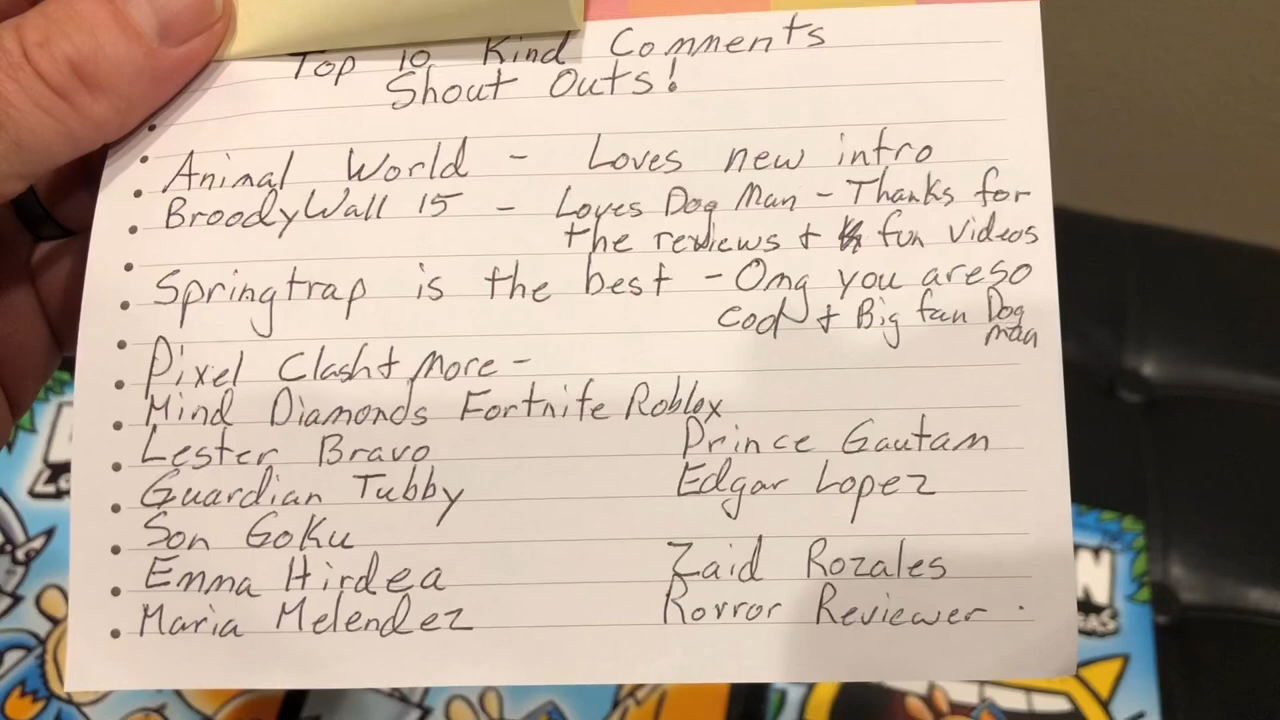 Top 10 Kind Comments
Shout Outs!
Animal World - Loves new intro
BroodyWall 15 - Loves Dog Man - Thanks for
the reviews + fun videos
Springtrap is the best - Omg you are so
cool + Big fan Dog
man
Pixel Clash + More -
Mind Diamonds Fortnite Roblox
Lester Bravo
Prince Gautam
Guardian Tubby
Edgar Lopez
Son Goku
Emma Hirdea
Zaid Rozales
Maria Melendez
Rorror Reviewer